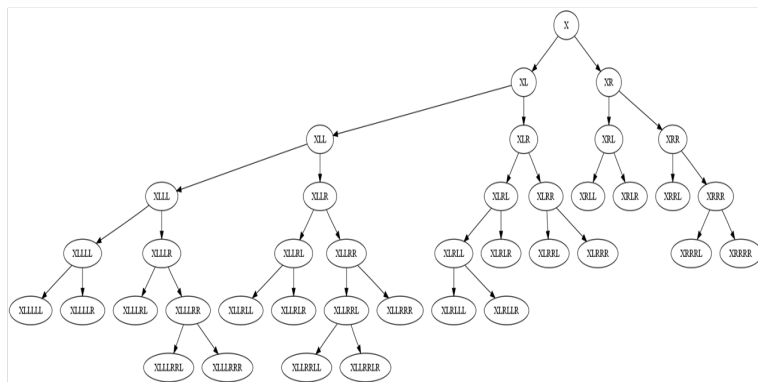 X
XL XR
XLL XLR XRL XRR
XLLL XLLR XLRL XLRR XRLL XRLR XRRL XRRR
XLLLL XLLLR XLLRL XLLRR XLRLL XLRLR XLRRL XLRRR XRRRLL XRRRR
XLLLLL XLLLLR XLLLRL XLLLRR XLLRLL XLLRLR XLLRRL XLLRRR XLRLLL XLRLLR
XLLLRRL XLLLRRR XLLRRLL XLLRRLR